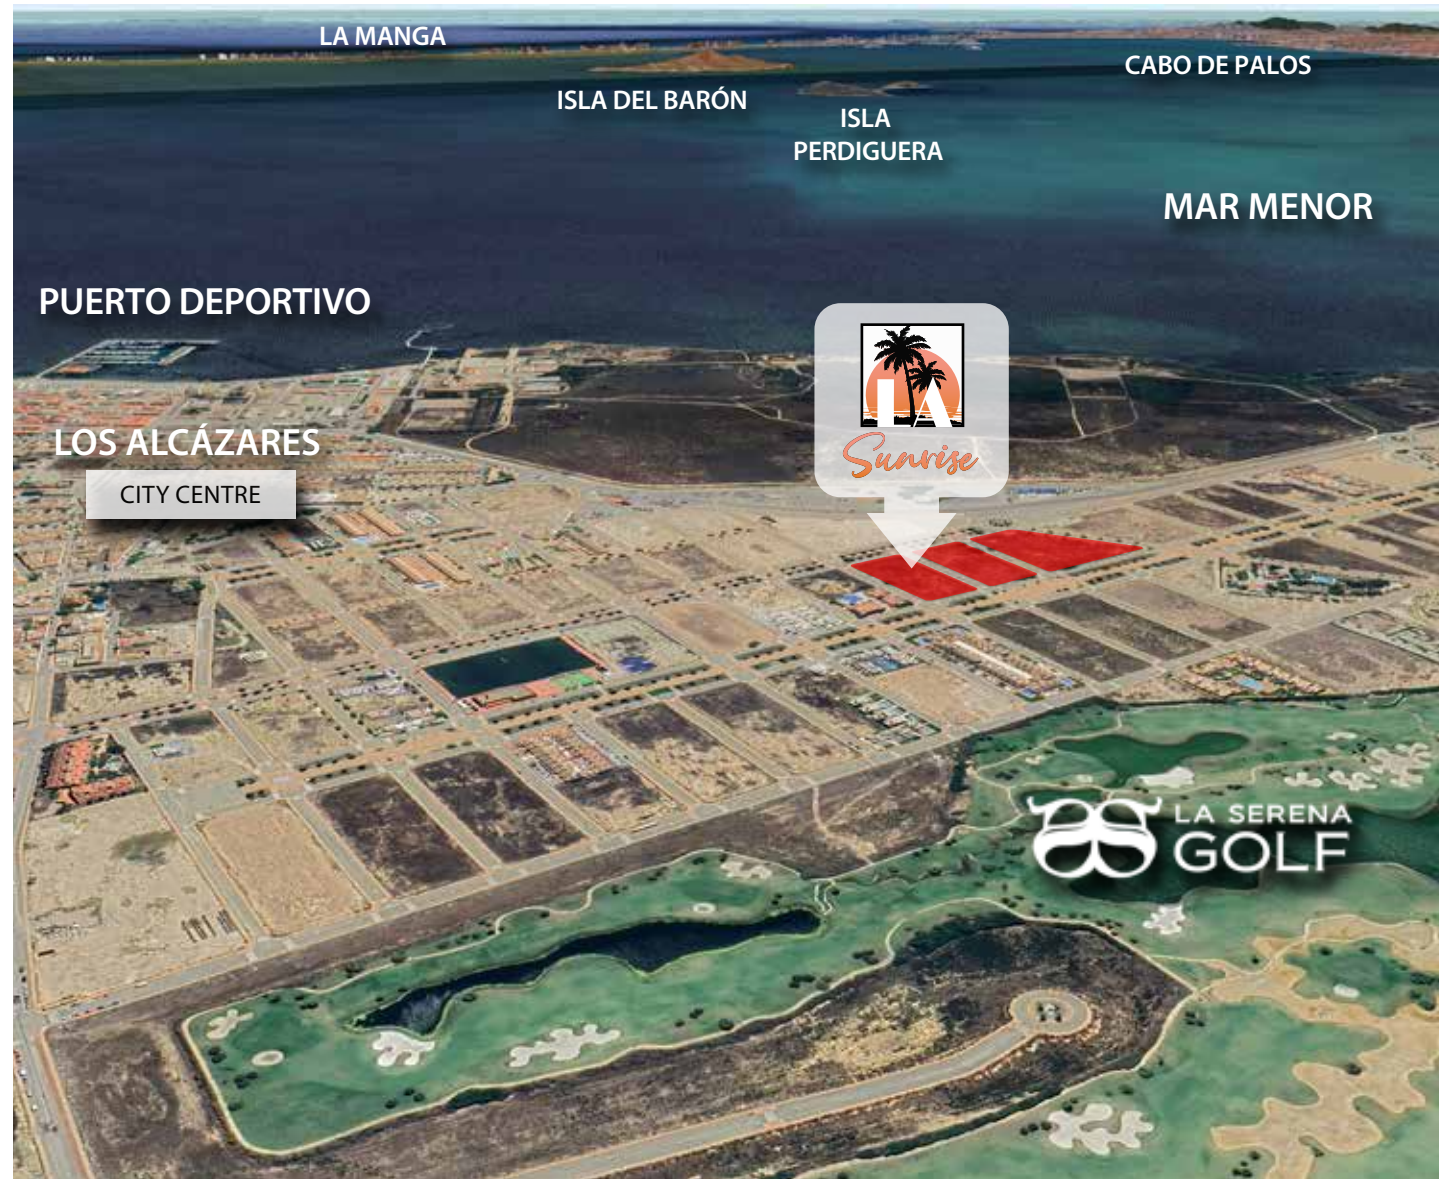 LA MANGA
CABO DE PALOS
ISLA DEL BARÓN
ISLA
PERDIGUERA
MAR MENOR
PUERTO DEPORTIVO
LA
Sunrise
LOS ALCÁZARES
CITY CENTRE
LA SERENA
GOLF